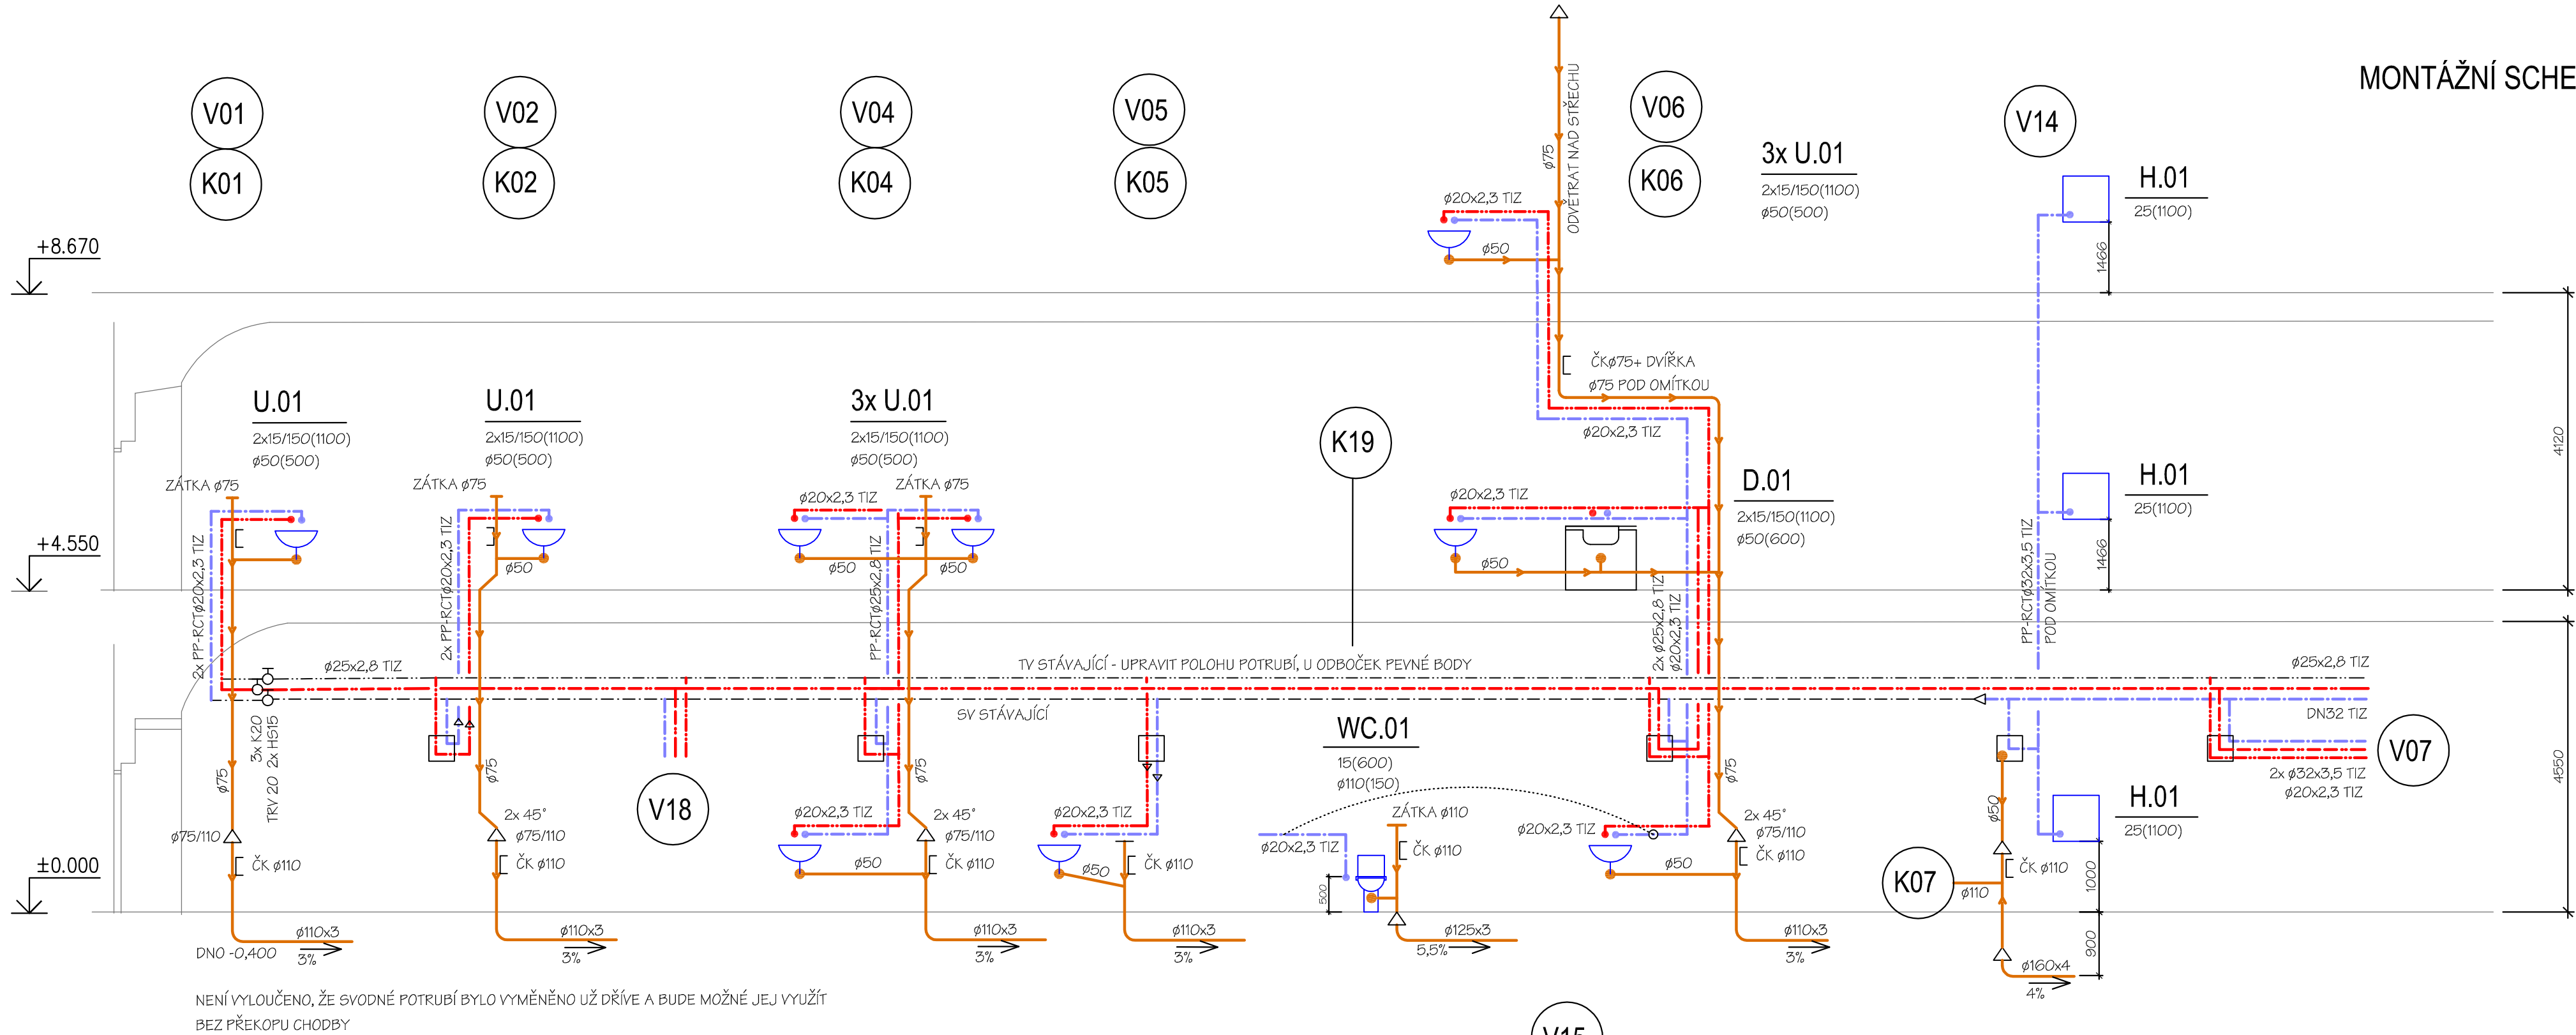 MONTÁŽNÍ SCHE
V01
K01
V02
K02
V04
K04
V05
K05
V06
K06
V14
3x U.01
2x15/150(1100)
ø50(500)
H.01
25(1100)
1466
ø75
ODVĚTRAT NAD STŘECHU
ø20x2,3 TIZ
ø50
+8.670
ČKø75+ DVÍŘKA
ø75 POD OMÍTKOU
ø20x2,3 TIZ
U.01
2x15/150(1100)
ø50(500)
ZÁTKA ø75
U.01
2x15/150(1100)
ø50(500)
ZÁTKA ø75
3x U.01
2x15/150(1100)
ø50(500)
ø20x2,3 TIZ
ZÁTKA ø75
K19
ø20x2,3 TIZ
D.01
2x15/150(1100)
ø50(600)
H.01
25(1100)
1466
4120
+4.550
2x PP-RCTø20x2,3 TIZ
2x PP-RCTø20x2,3 TIZ
ø50
PP-RCTø25x2,8 TIZ
ø50
ø50
ø50
2x ø25x2,8 TIZ
ø20x2,3 TIZ
PP-RCTø32x3,5 TIZ
POD OMÍTKOU
ø25x2,8 TIZ
TV STÁVAJÍCÍ - UPRAVIT POLOHU POTRUBÍ, U ODBOČEK PEVNÉ BODY
ø25x2,8 TIZ
SV STÁVAJÍCÍ
DN32 TIZ
3x K20
TRV 20 2x HS15
V18
WC.01
15(600)
ø110(150)
V07
2x ø32x3,5 TIZ
ø20x2,3 TIZ
4550
ø75
ø75
ø75
ø75
ø50
H.01
25(1100)
ø75/110
ČK ø110
2x 45°
ø75/110
ČK ø110
ø20x2,3 TIZ
ø50
2x 45°
ø75/110
ČK ø110
ø20x2,3 TIZ
ø50
ČK ø110
ø20x2,3 TIZ
ZÁTKA ø110
ČK ø110
500
ø20x2,3 TIZ
ø50
2x 45°
ø75/110
ČK ø110
K07
ø110
ČK ø110
1000
900
±0.000
DNO -0,400
ø110x3
3%
ø110x3
3%
ø110x3
3%
ø110x3
3%
ø125x3
5,5%
ø110x3
3%
ø160x4
4%
NENÍ VYLOUČENO, ŽE SVODNÉ POTRUBÍ BYLO VYMĚNĚNO UŽ DŘÍVE A BUDE MOŽNÉ JEJ VYUŽÍT
BEZ PŘEKOPU CHODBY
V15